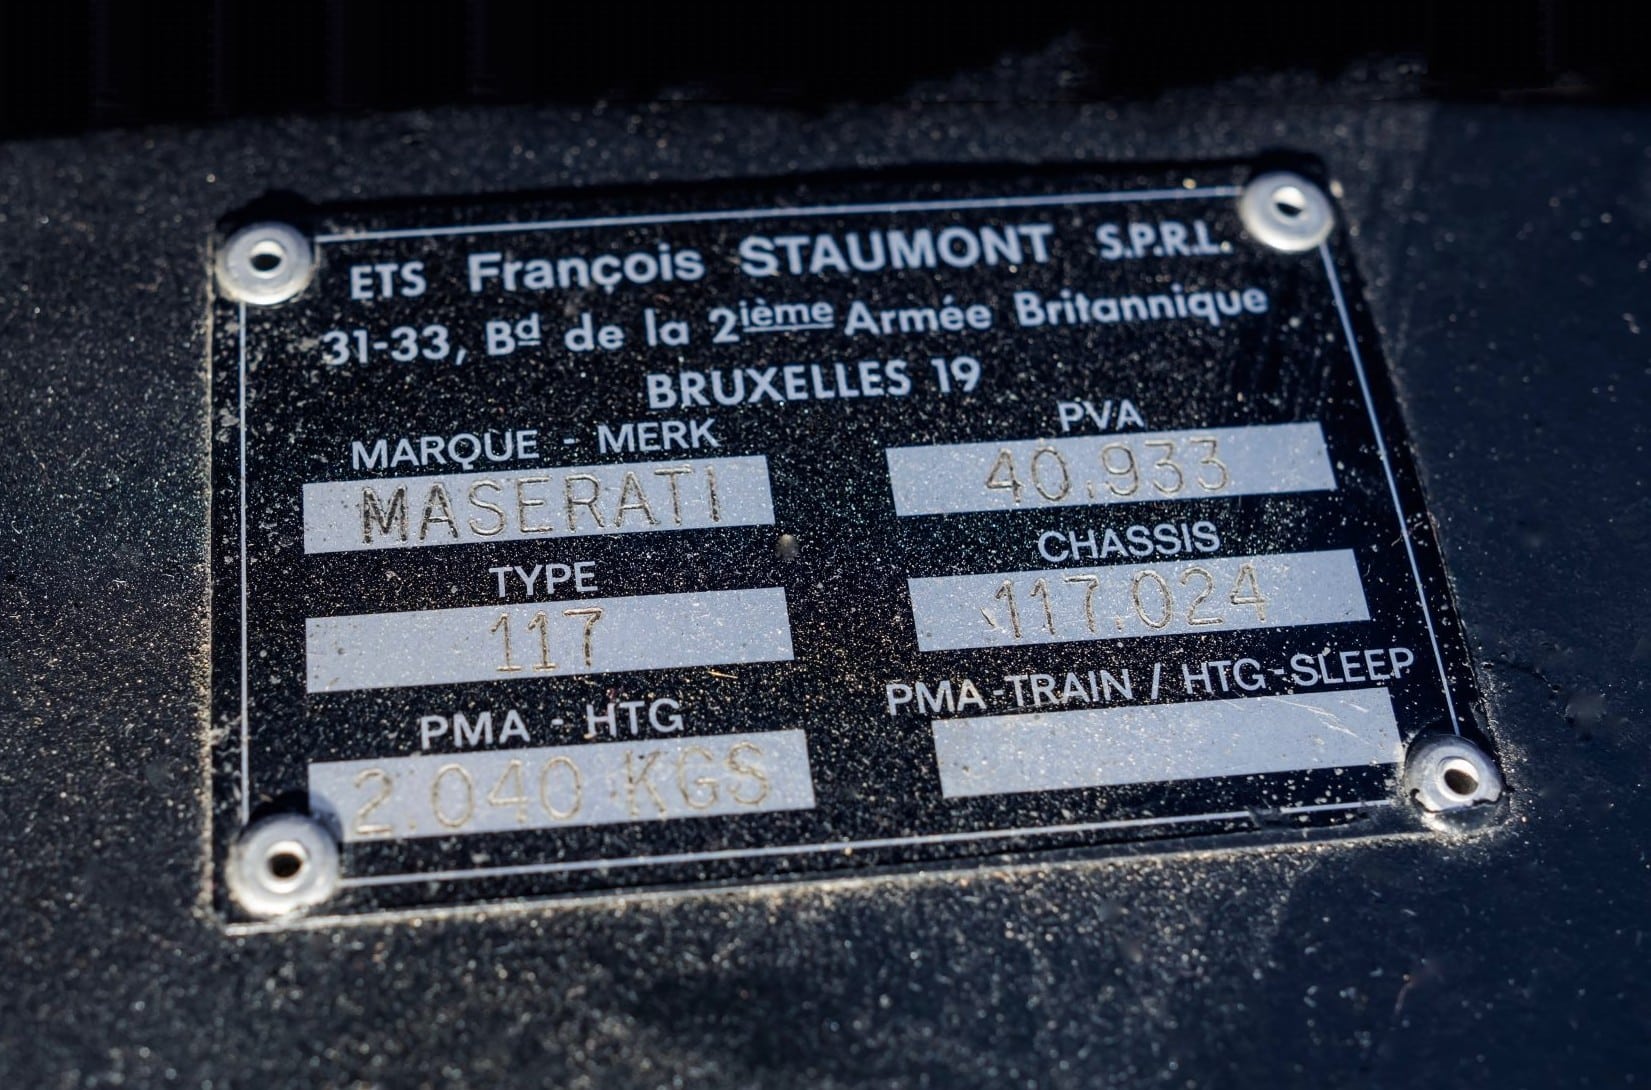 ETS François STAUMONT S.P.R.L.
31-33, Bd de la 2ième Armée Britannique
BRUXELLES 19
MARQUE - MERK
MASERATI
PVA
40.933
TYPE
117
CHASSIS
117.024
PMA - HTG
2.040 KGS
PMA-TRAIN / HTG-SLEEP